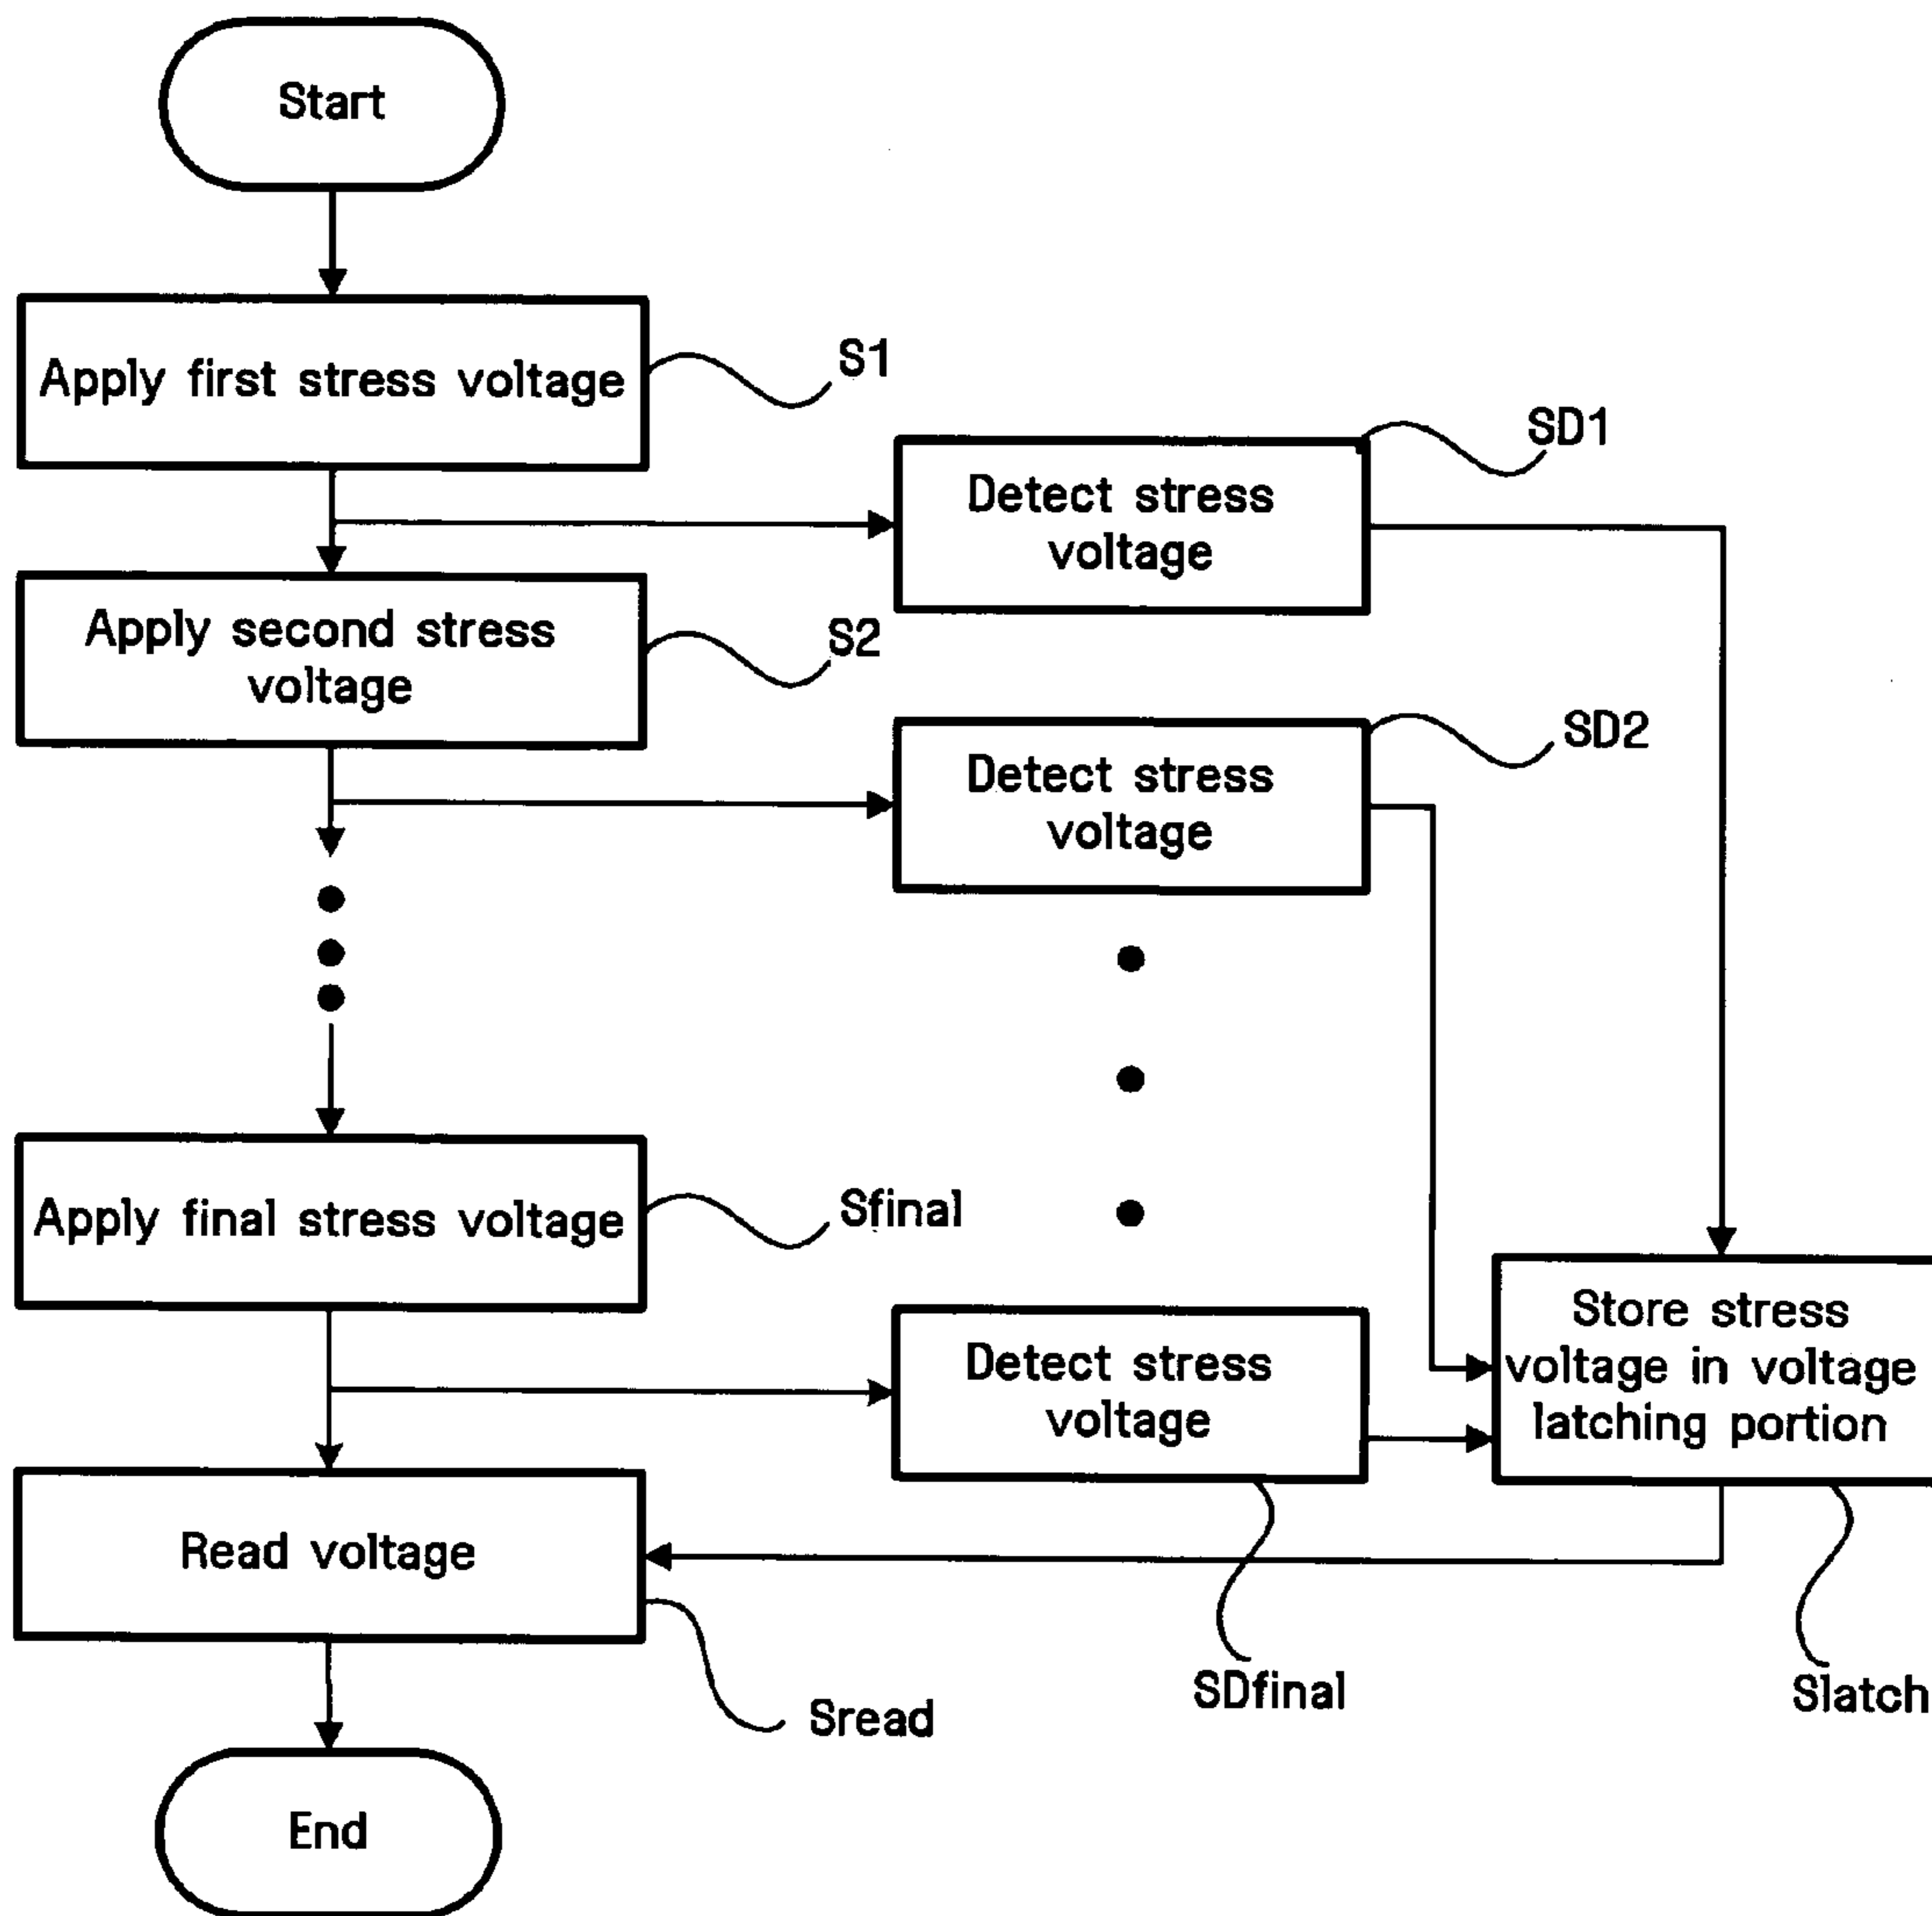 Start
Apply first stress voltage
S1
Detect stress
voltage
SD1
Apply second stress
voltage
S2
Detect stress
voltage
SD2
Apply final stress voltage
Sfinal
Detect stress
voltage
SDfinal
Store stress
voltage in voltage
latching portion
Slatch
Read voltage
Sread
End